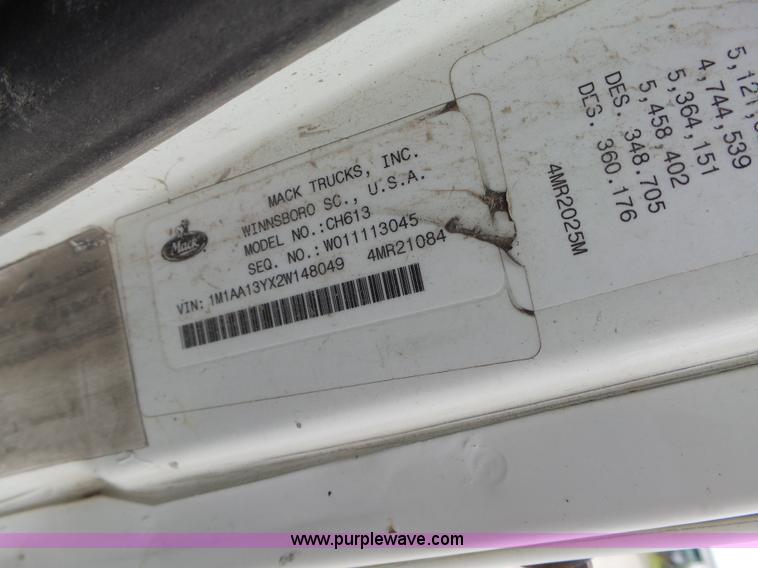 Mack
MACK TRUCKS, INC.
WINNSBORO SC., U.S.A.
MODEL NO.:CH613
SEQ. NO.:W011113045
VIN: 1M1AA13YX2W148049 4MR21084
4,744,539
5,364,151
5,458,402
DES. 348.705
DES. 360.176
4MR2025M
www.purplewave.com